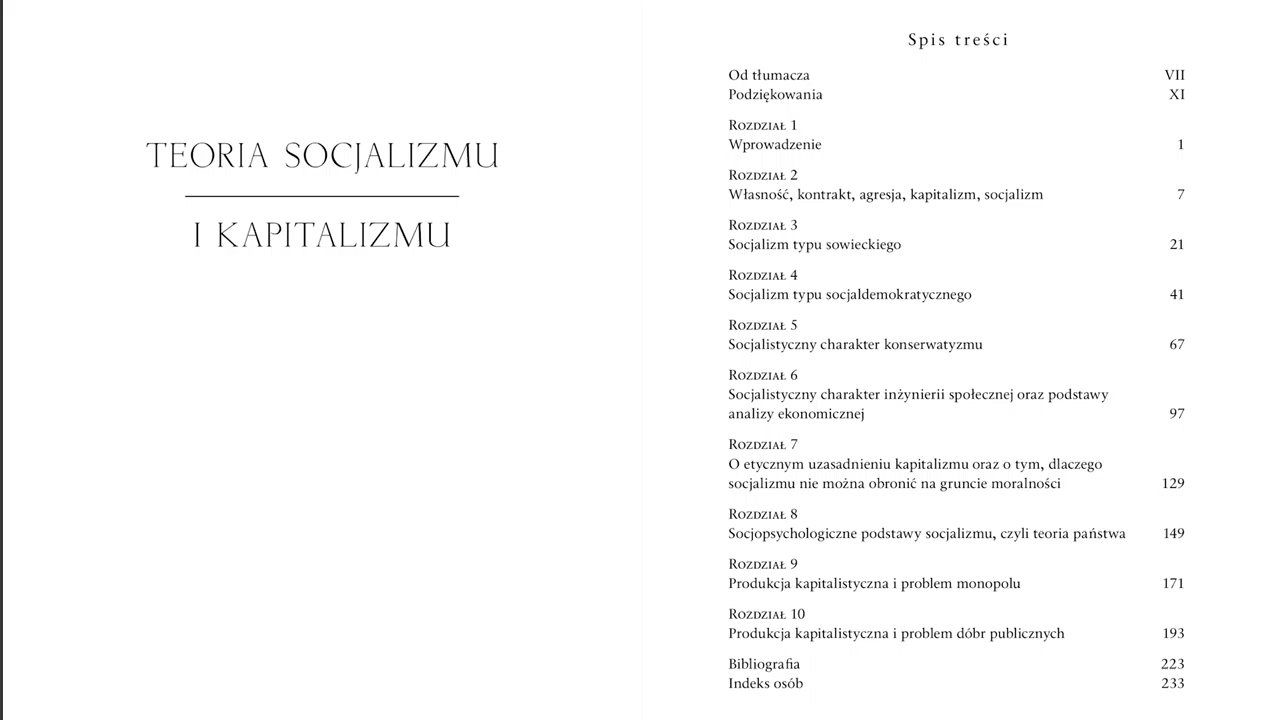 TEORIA SOCJALIZMU
I KAPITALIZMU
Spis treści
Od tłumacza VII
Podziękowania XI
Rozdział 1
Wprowadzenie 1
Rozdział 2
Własność, kontrakt, agresja, kapitalizm, socjalizm 7
Rozdział 3
Socjalizm typu sowieckiego 21
Rozdział 4
Socjalizm typu socjaldemokratycznego 41
Rozdział 5
Socjalistyczny charakter konserwatyzmu 67
Rozdział 6
Socjalistyczny charakter inżynierii społecznej oraz podstawy
analizy ekonomicznej 97
Rozdział 7
O etycznym uzasadnieniu kapitalizmu oraz o tym, dlaczego
socjalizmu nie można obronić na gruncie moralności 129
Rozdział 8
Socjopsychologiczne podstawy socjalizmu, czyli teoria państwa 149
Rozdział 9
Produkcja kapitalistyczna i problem monopolu 171
Rozdział 10
Produkcja kapitalistyczna i problem dóbr publicznych 193
Bibliografia 223
Indeks osób 233